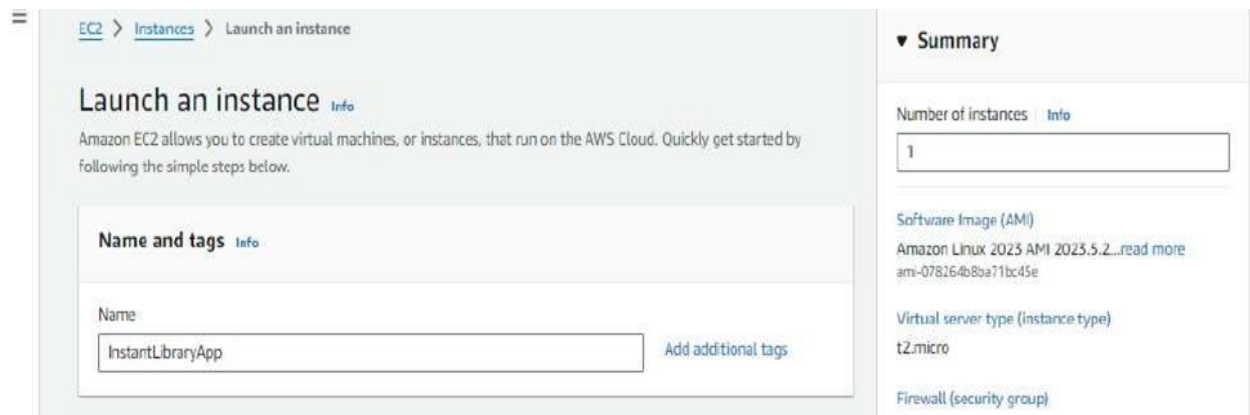 EC2 > Instances > Launch an instance
Launch an instance Info
Amazon EC2 allows you to create virtual machines, or instances, that run on the AWS Cloud. Quickly get started by
following the simple steps below.
Name and tags Info
Name
InstantLibraryApp
Add additional tags
Summary
Number of instances Info
1
Software Image (AMI)
Amazon Linux 2023 AMI 2023.5.2...read more
ami-078264b8ba71bc45e
Virtual server type (instance type)
t2.micro
Firewall (security group)